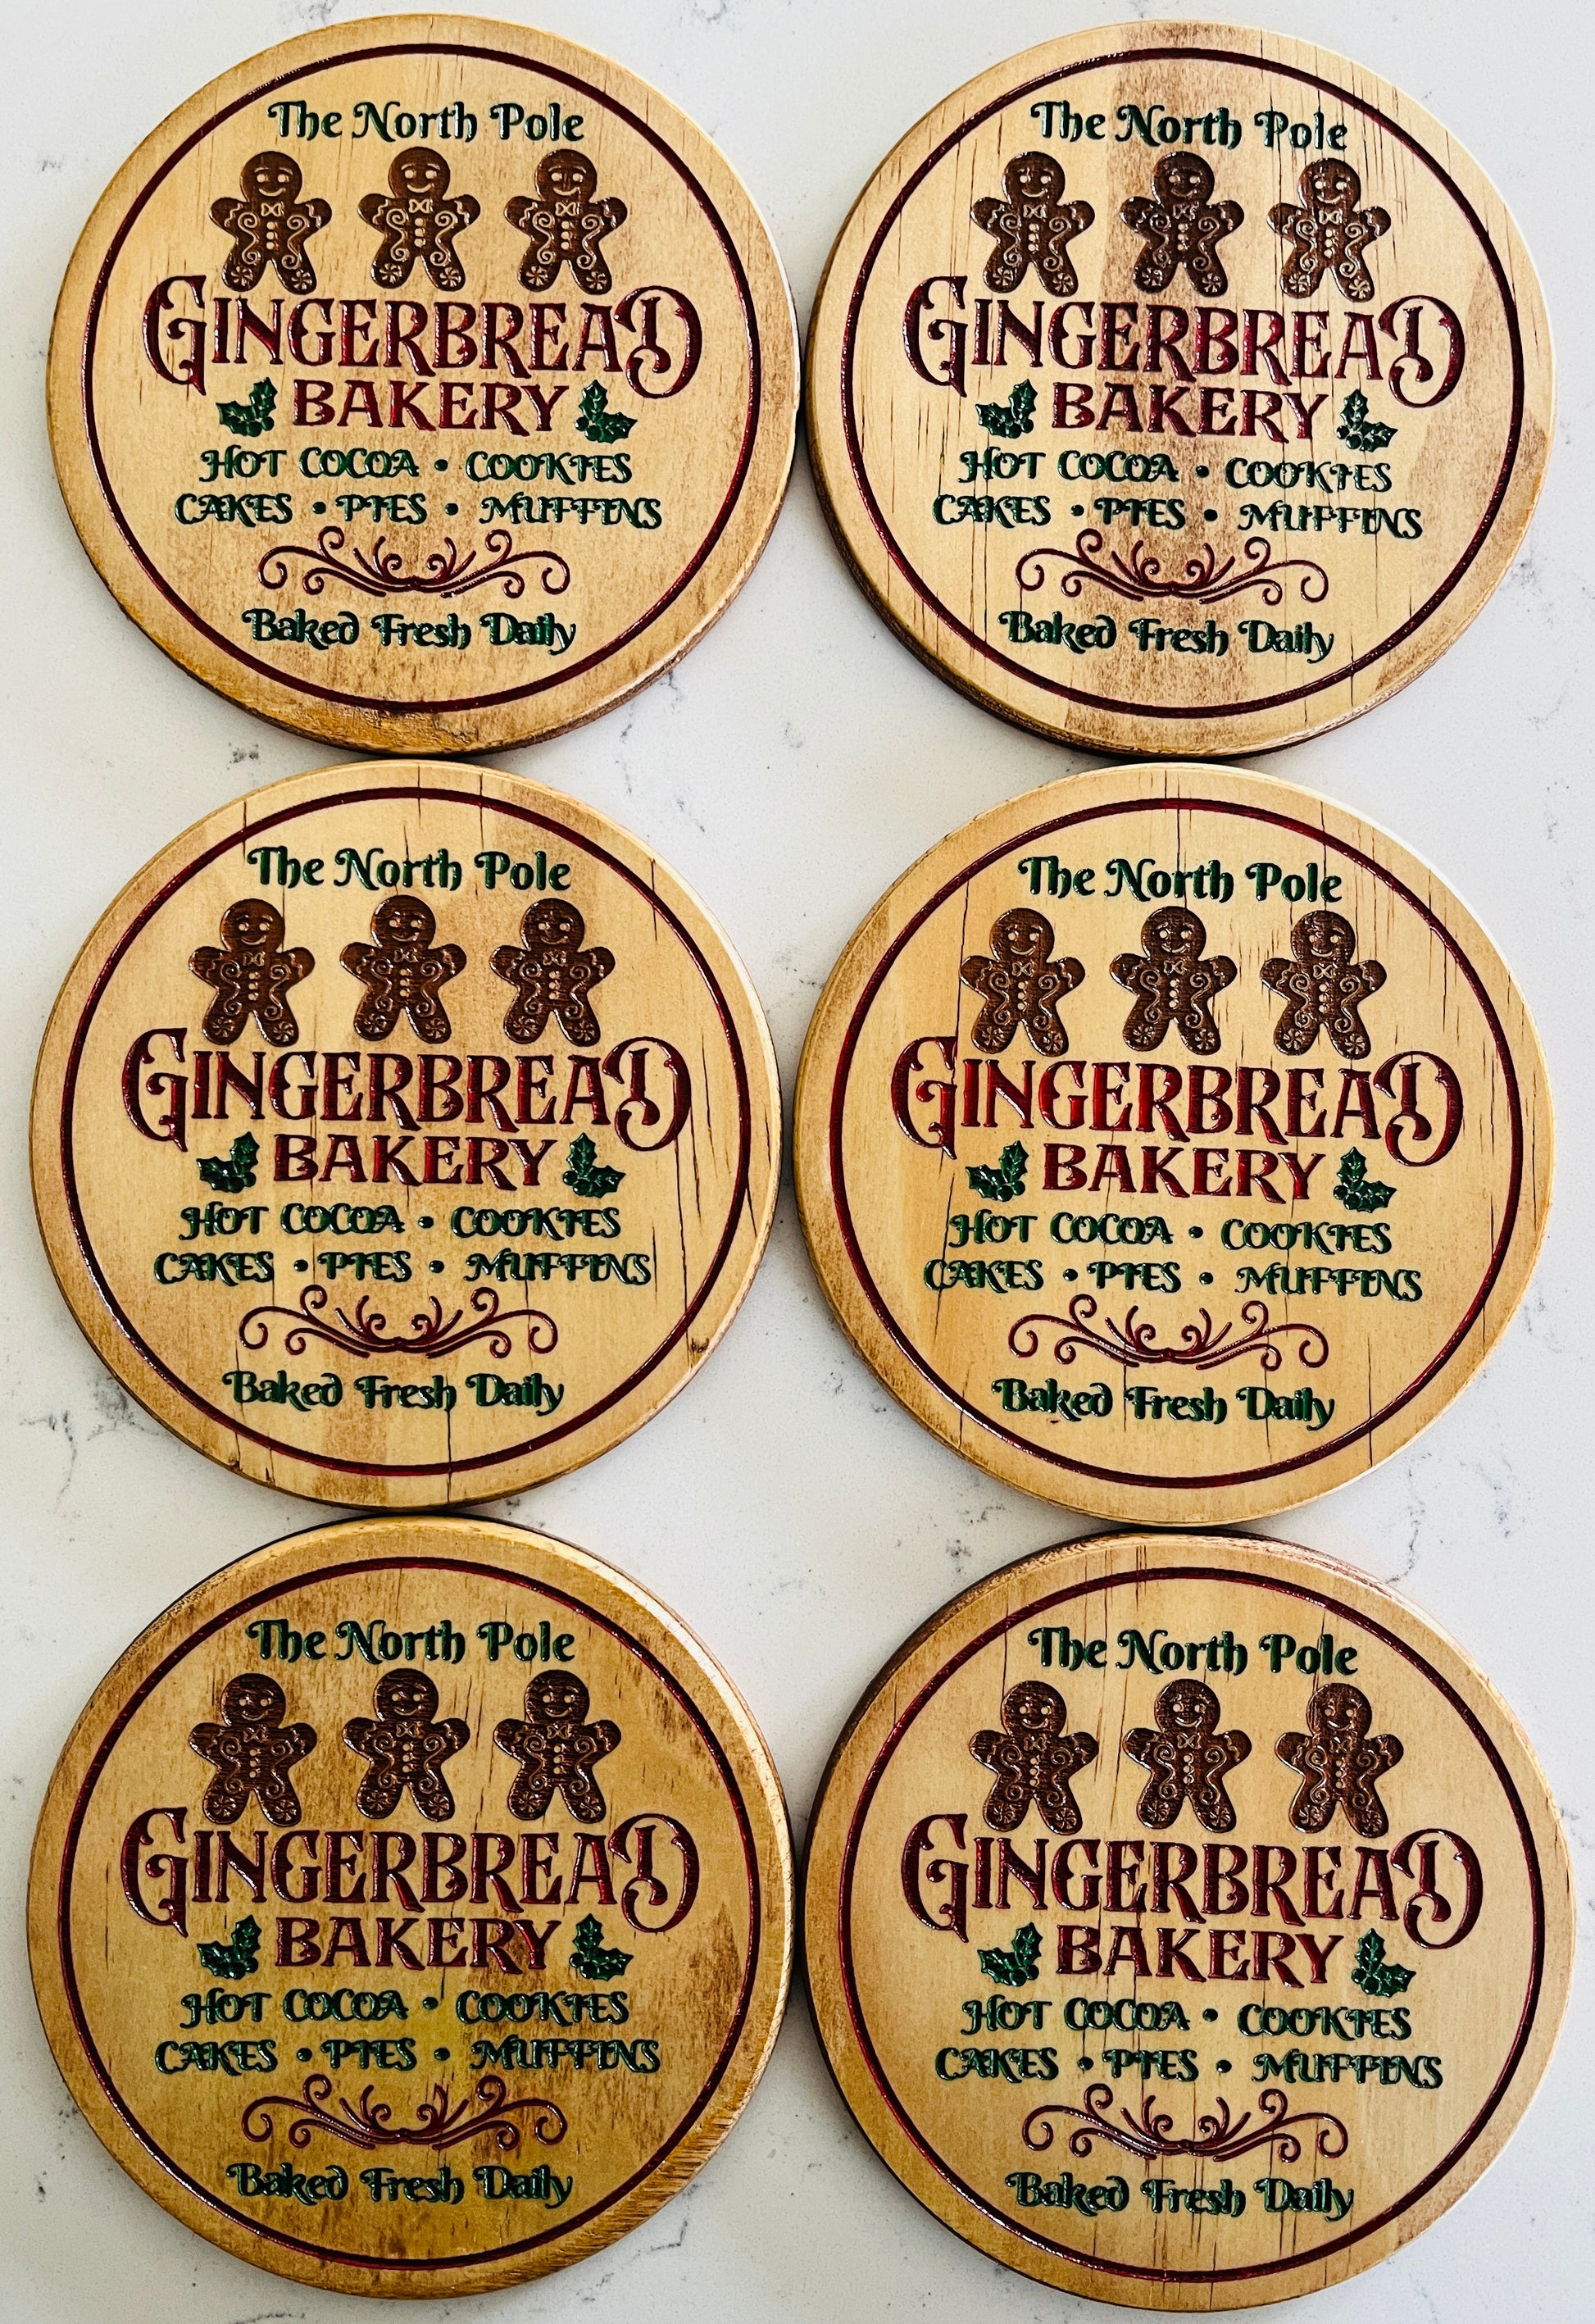 The North Pole
GINGERBREAD
BAKERY
HOT COCOA • COOKIES
CAKES • PIES • MUFFINS
Baked Fresh Daily
The North Pole
GINGERBREAD
BAKERY
HOT COCOA • COOKIES
CAKES • PIES • MUFFINS
Baked Fresh Daily
The North Pole
GINGERBREAD
BAKERY
HOT COCOA • COOKIES
CAKES • PIES • MUFFINS
Baked Fresh Daily
The North Pole
GINGERBREAD
BAKERY
HOT COCOA • COOKIES
CAKES • PIES • MUFFINS
Baked Fresh Daily
The North Pole
GINGERBREAD
BAKERY
HOT COCOA • COOKIES
CAKES • PIES • MUFFINS
Baked Fresh Daily
The North Pole
GINGERBREAD
BAKERY
HOT COCOA • COOKIES
CAKES • PIES • MUFFINS
Baked Fresh Daily